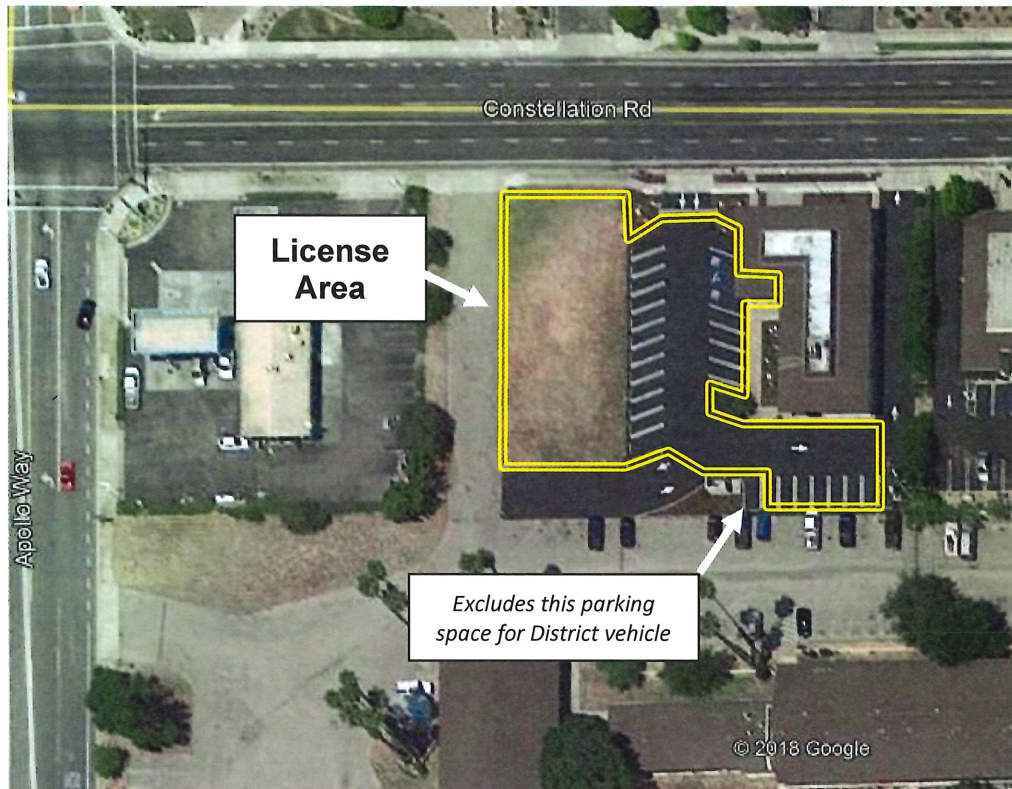 Constellation Rd
License
Area
Apollo Way
Excludes this parking
space for District vehicle
© 2018 Google